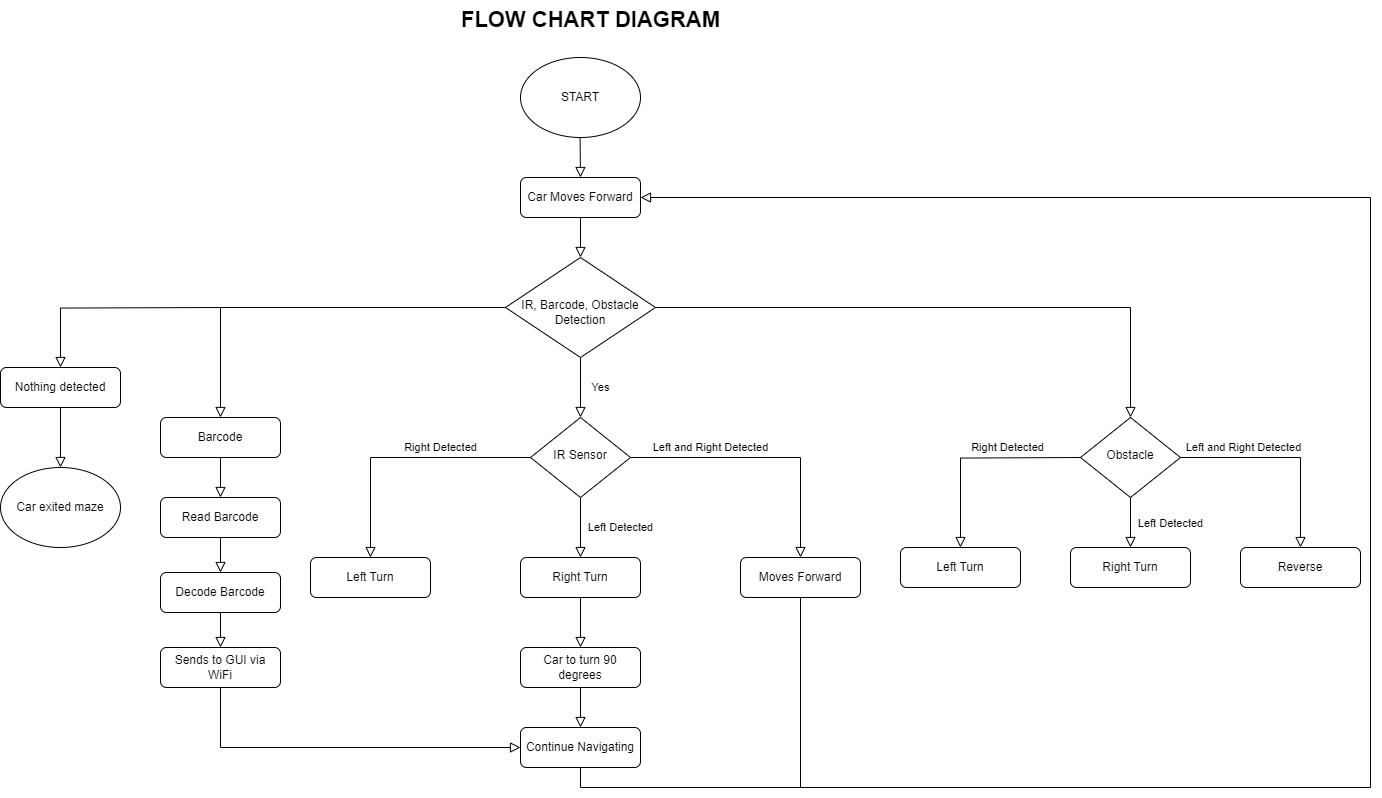 FLOW CHART DIAGRAM
START
Car Moves Forward
IR, Barcode, Obstacle
Detection
Nothing detected
Yes
Barcode
Right Detected
IR Sensor
Left and Right Detected
Right Detected
Obstacle
Left and Right Detected
Car exited maze
Read Barcode
Left Detected
Left Detected
Left Turn
Right Turn
Moves Forward
Left Turn
Right Turn
Reverse
Decode Barcode
Sends to GUI via
WiFi
Car to turn 90
degrees
Continue Navigating